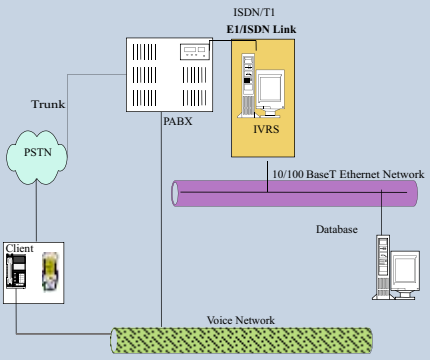 ISDN/T1
E1/ISDN Link
Trunk
PABX
IVRS
PSTN
10/100 BaseT Ethernet Network
Client
Database
Voice Network